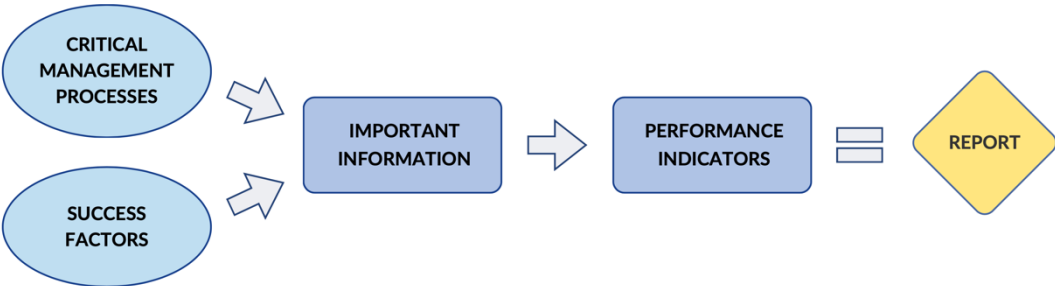 CRITICAL
MANAGEMENT
PROCESSES
SUCCESS
FACTORS
IMPORTANT
INFORMATION
PERFORMANCE
INDICATORS
REPORT